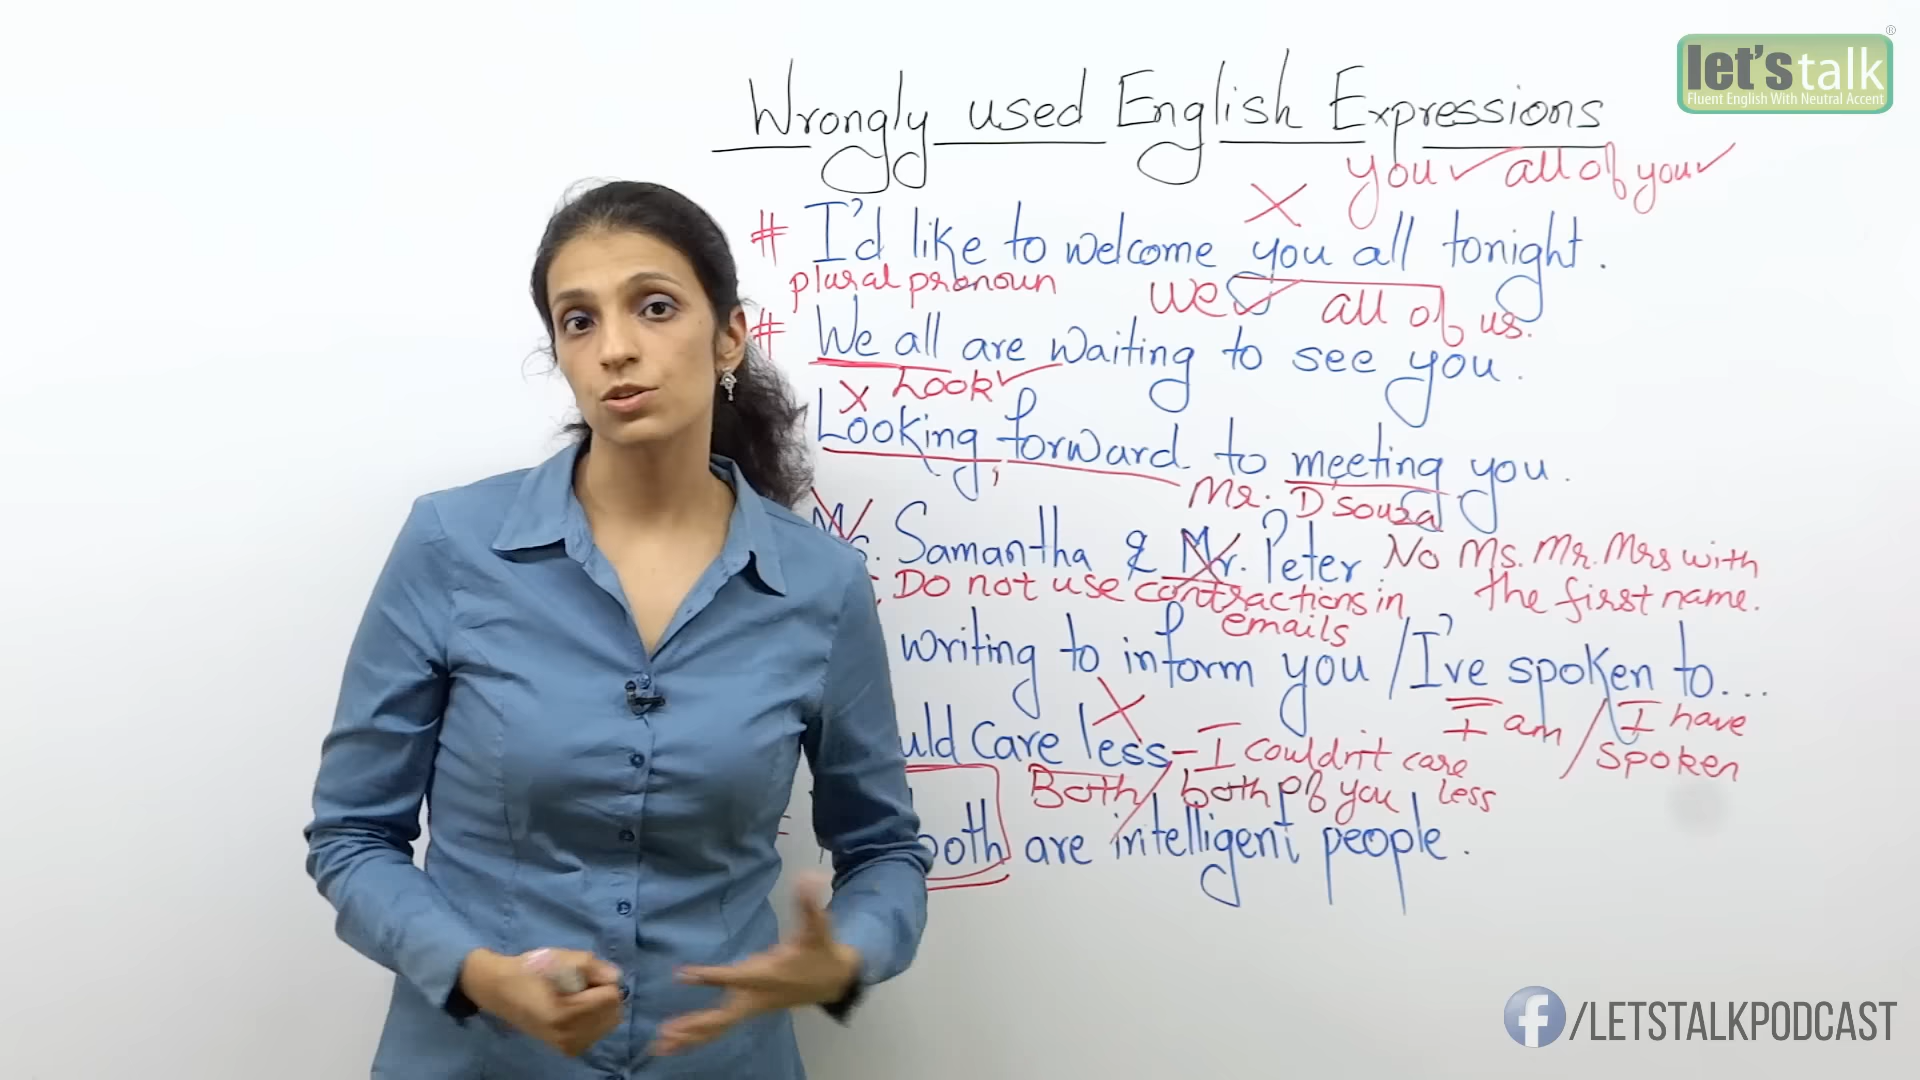 let's talk ®
Fluent English With Neutral Accent
Wrongly used English Expressions
you ✓ all of you ✓
X
# I'd like to welcome you all tonight.
plural pronoun we ✓ all of us.
# We all are waiting to see you.
X Look ✓
Looking forward to meeting you.
Mr. D'souza
Ms. Samantha & Mr. Peter No Ms. Mr. Mrs with
the first name.
Do not use contractions in
emails
writing to inform you / I've spoken to...
X I am / I have
spoken
uld care less - I couldn't care
less
Both / both of you
both are intelligent people.
f /LETSTALKPODCAST